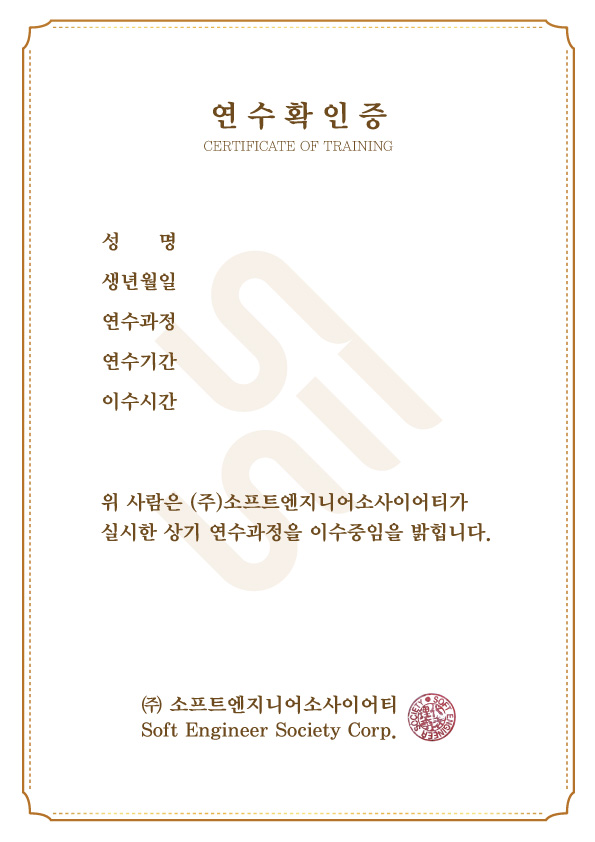 연수확인증
CERTIFICATE OF TRAINING
성 명
생년월일
연수과정
연수기간
이수시간
위 사람은 (주)소프트엔지니어소사이어티가
실시한 상기 연수과정을 이수중임을 밝힙니다.
㈜ 소프트엔지니어소사이어티
Soft Engineer Society Corp.
SOFT ENGINEER SOCIETY